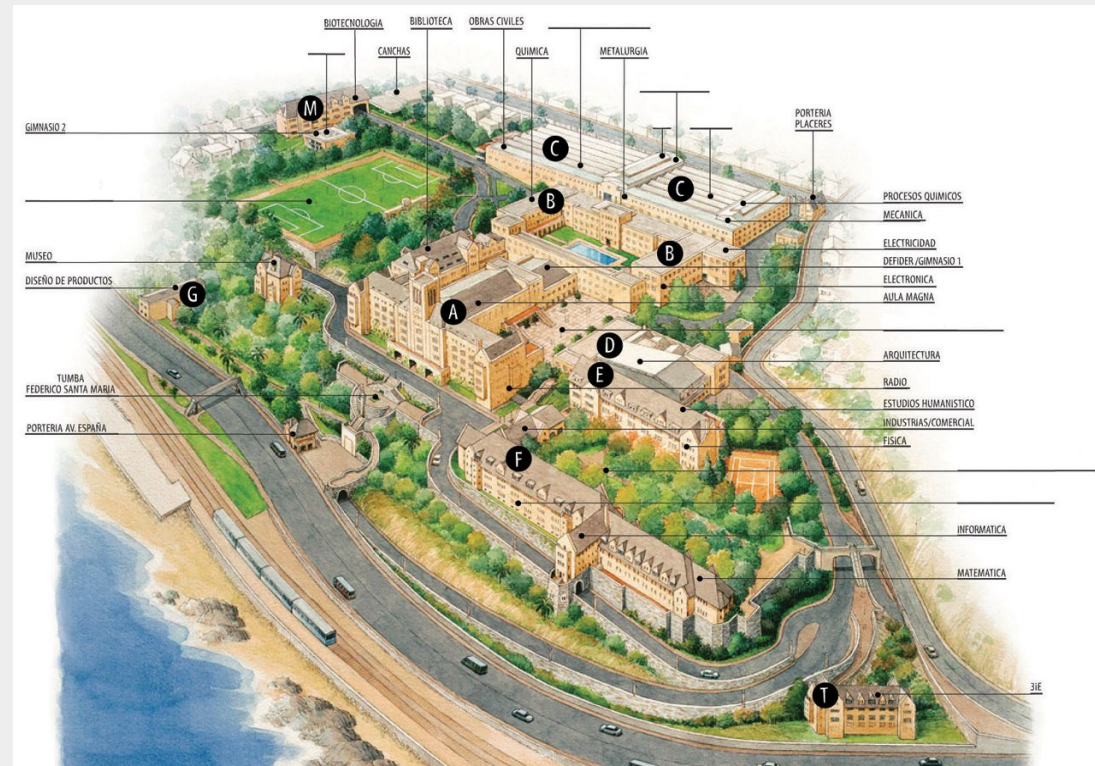 BIOTECNOLOGIA
BIBLIOTECA
OBRAS CIVILES
CANCHAS
QUIMICA
METALURGIA
M
PORTERIA
PLACERES
GIMNASIO 2
C
C
B
PROCESOS QUIMICOS
MECANICA
MUSEO
B
ELECTRICIDAD
DEFIDER /GIMNASIO 1
DISEÑO DE PRODUCTOS
G
ELECTRONICA
A
AULA MAGNA
D
ARQUITECTURA
E
TUMBA
FEDERICO SANTA MARIA
RADIO
ESTUDIOS HUMANISTICO
PORTERIA AV. ESPAÑA
INDUSTRIAS/COMERCIAL
FISICA
F
INFORMATICA
MATEMATICA
T
3iE